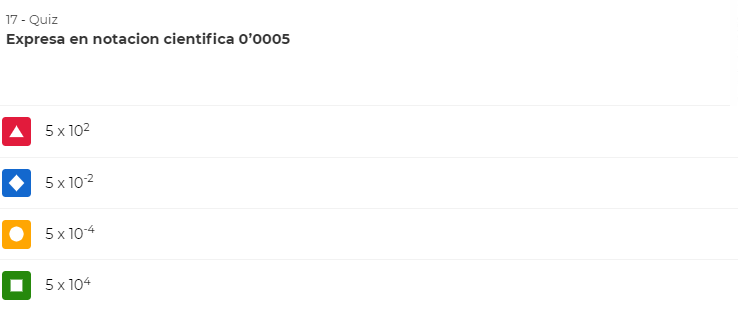 17 - Quiz
Expresa en notacion cientifica 0’0005
5 x 10²
5 x 10⁻²
5 x 10⁻⁴
5 x 10⁴